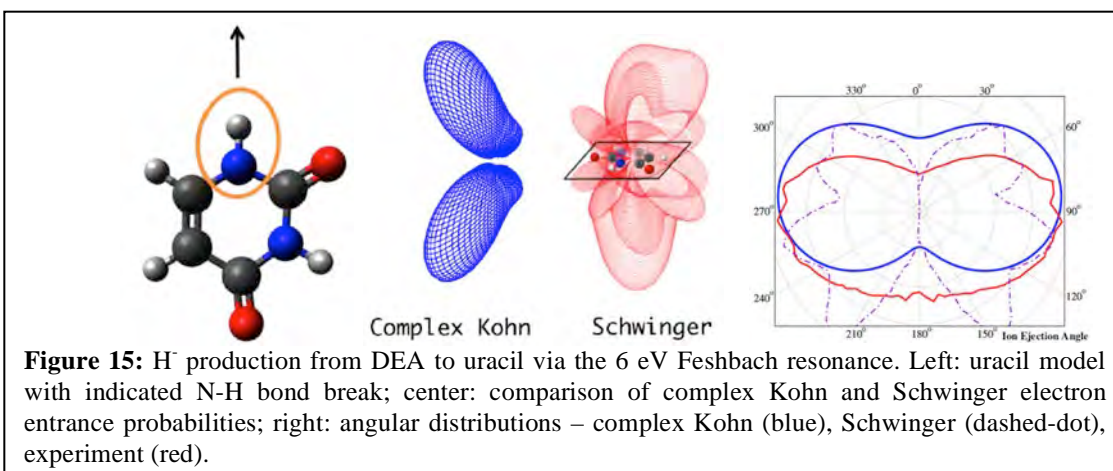 330° 0° 30°
300° 60°
270° 90°
240° 120°
210° 180° 150° Ion Ejection Angle
Complex Kohn Schwinger
Figure 15: H⁻ production from DEA to uracil via the 6 eV Feshbach resonance. Left: uracil model
with indicated N-H bond break; center: comparison of complex Kohn and Schwinger electron
entrance probabilities; right: angular distributions – complex Kohn (blue), Schwinger (dashed-dot),
experiment (red).